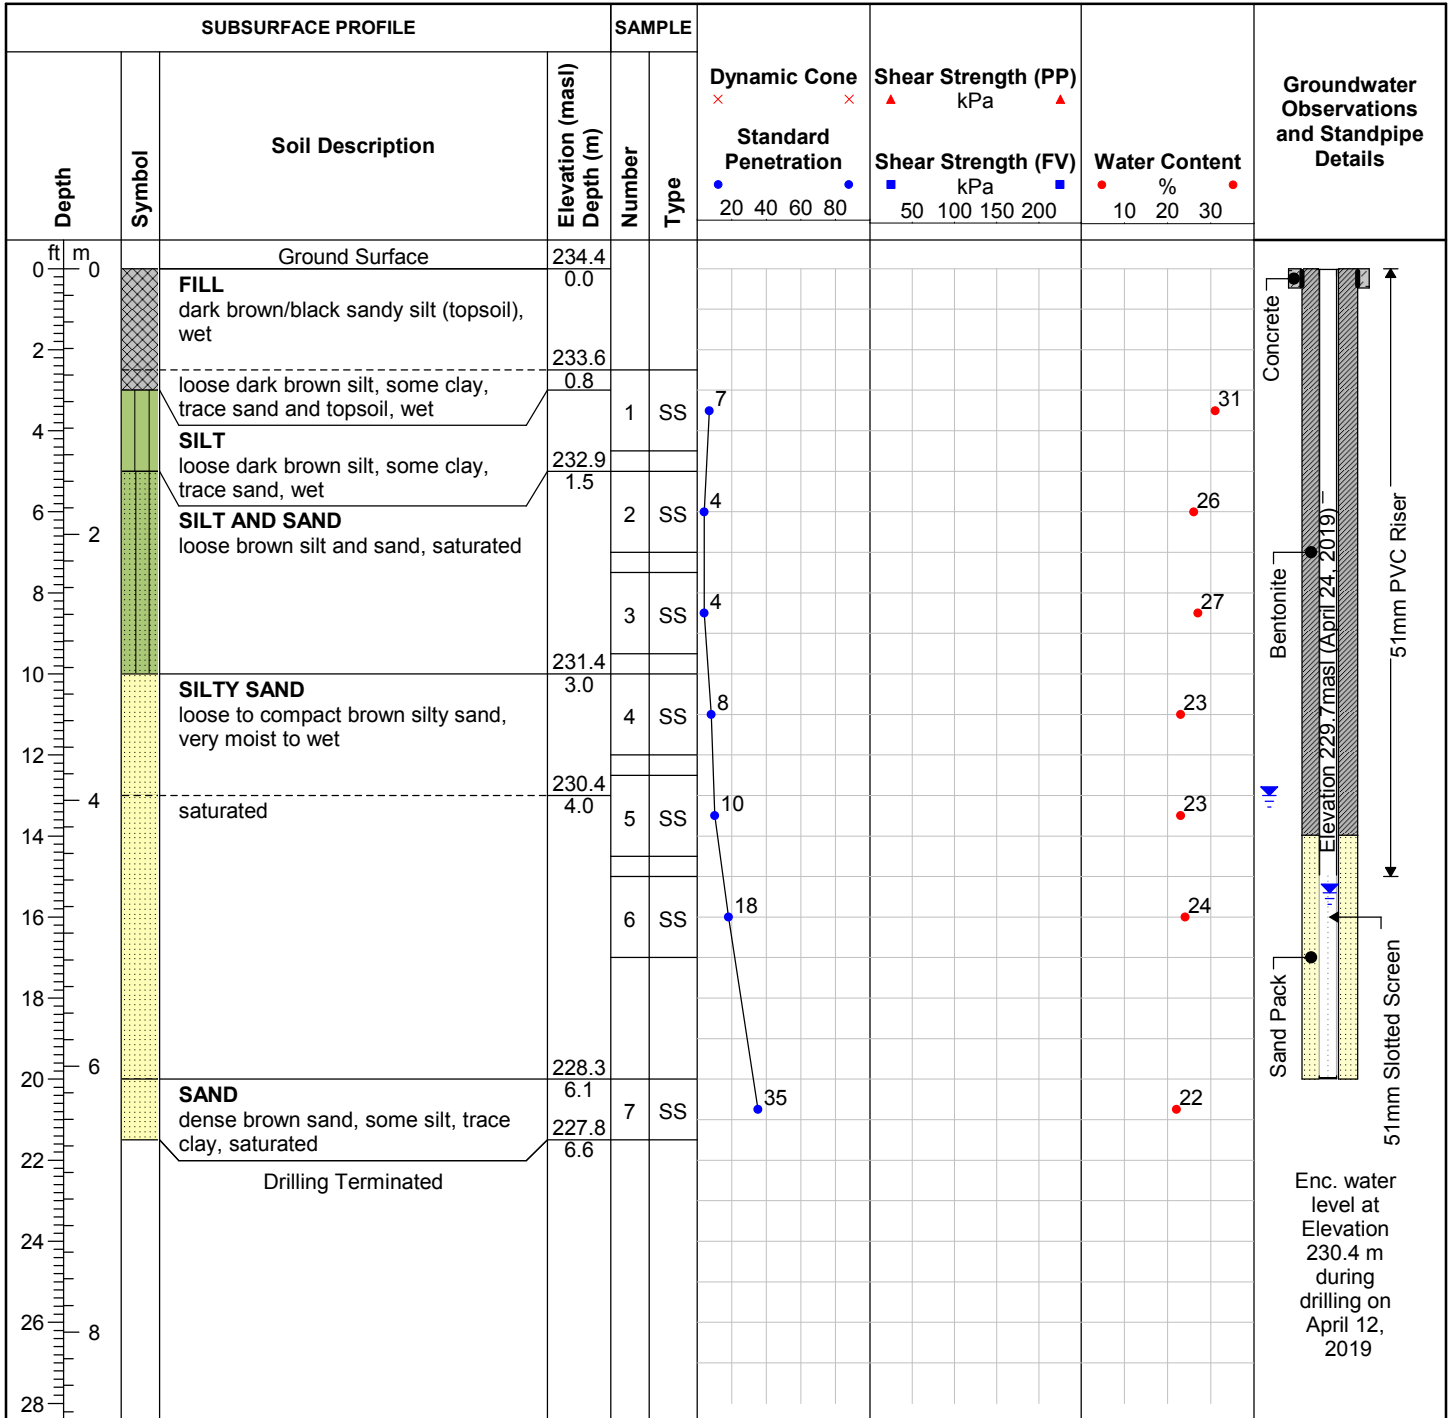 SUBSURFACE PROFILE
SAMPLE
Depth
Symbol
Soil Description
Elevation (masl)
Depth (m)
Number
Type
Dynamic Cone
Standard
Penetration
20 40 60 80
Shear Strength (PP)
kPa
Shear Strength (FV)
kPa
50 100 150 200
Water Content
%
10 20 30
Groundwater
Observations
and Standpipe
Details
ft m
0 0
2
4
6
2
8
10
12
4
14
16
18
6
20
22
24
26
8
28
Ground Surface
234.4
0.0
FILL
dark brown/black sandy silt (topsoil),
wet
233.6
0.8
loose dark brown silt, some clay,
trace sand and topsoil, wet
1 SS
7
31
SILT
loose dark brown silt, some clay,
trace sand, wet
232.9
1.5
SILT AND SAND
loose brown silt and sand, saturated
2 SS
4
26
3 SS
4
27
231.4
3.0
SILTY SAND
loose to compact brown silty sand,
very moist to wet
4 SS
8
23
230.4
4.0
saturated
5 SS
10
23
6 SS
18
24
228.3
6.1
SAND
dense brown sand, some silt, trace
clay, saturated
7 SS
35
22
227.8
6.6
Drilling Terminated
Concrete
Bentonite
Elevation 229.7masl (April 24, 2019)
51mm PVC Riser
Sand Pack
51mm Slotted Screen
Enc. water
level at
Elevation
230.4 m
during
drilling on
April 12,
2019